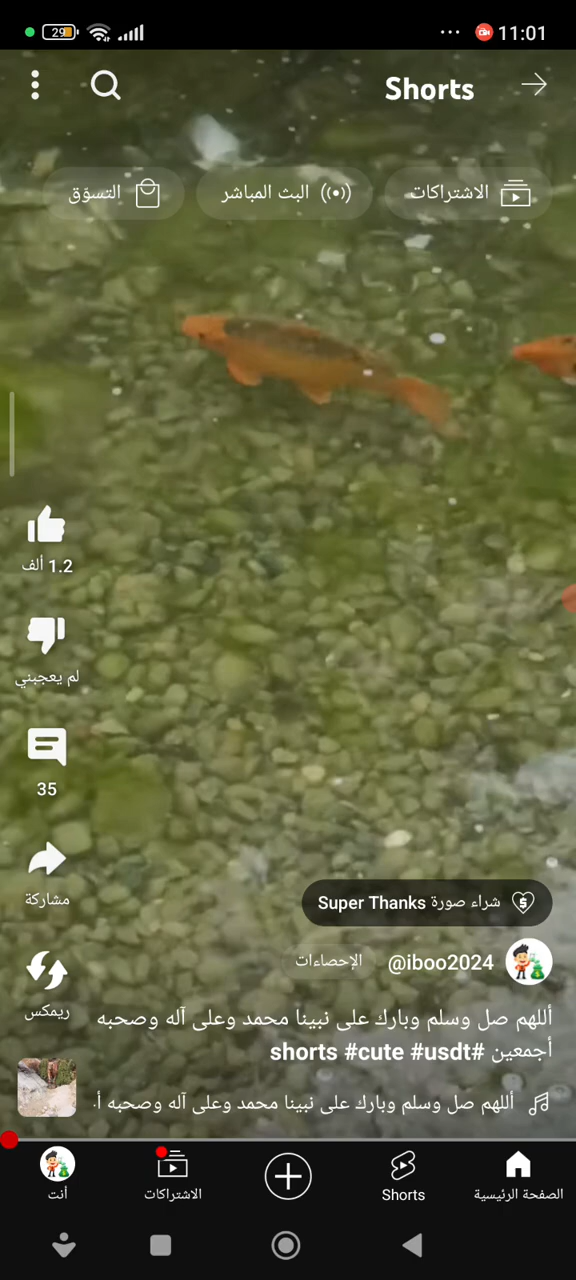 29
11:01
Shorts
الاشتراكات
البث المباشر
التسوّق
1.2 ألف
لم يعجبني
35
مشاركة
ريمكس
شراء صورة Super Thanks
@iboo2024 الإحصاءات
أللهم صل وسلم وبارك على نبينا محمد وعلى آله وصحبه
أجمعين #shorts #cute #usdt
أللهم صل وسلم وبارك على نبينا محمد وعلى آله وصحبه أ.
الصفحة الرئيسية
Shorts
الاشتراكات
أنت